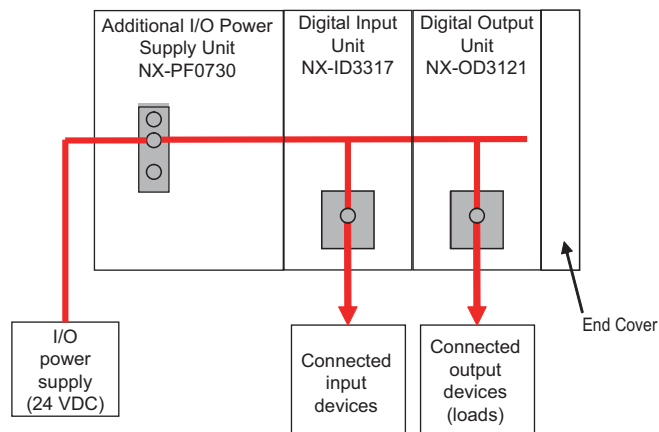 Additional I/O Power
Supply Unit
NX-PF0730
Digital Input
Unit
NX-ID3317
Digital Output
Unit
NX-OD3121
End Cover
I/O
power
supply
(24 VDC)
Connected
input
devices
Connected
output
devices
(loads)